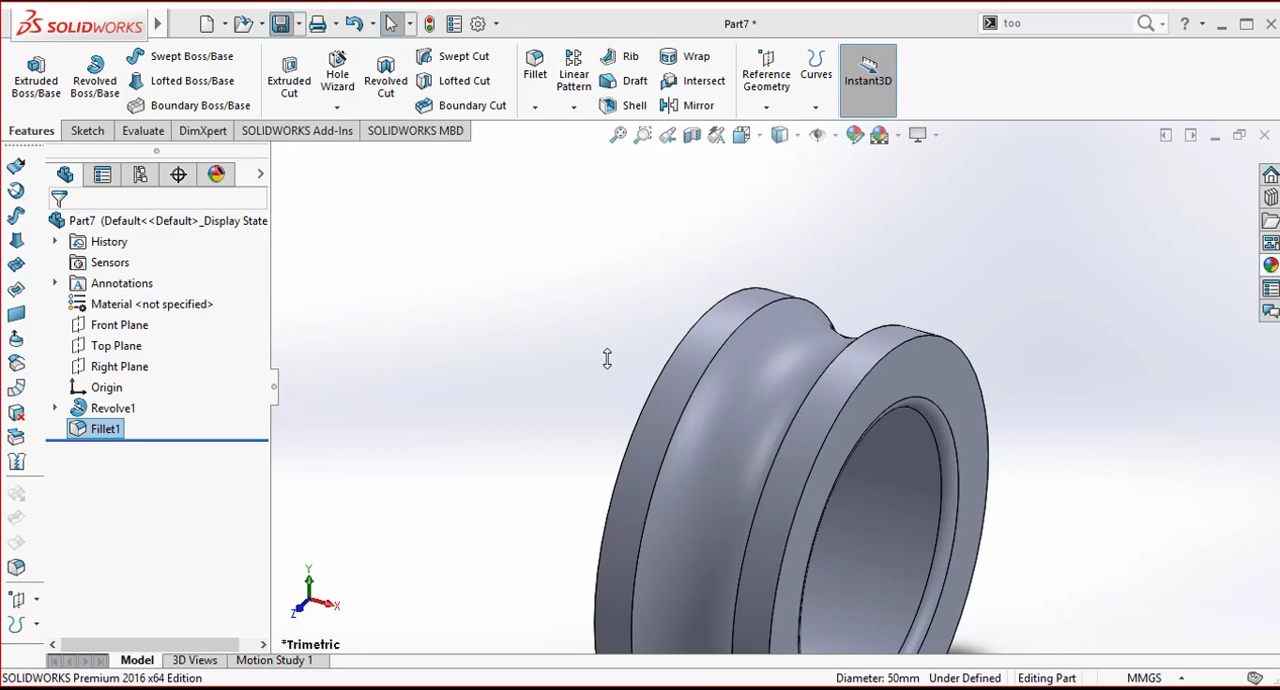 SOLIDWORKS
Part7 *
too
Extruded Boss/Base
Revolved Boss/Base
Swept Boss/Base
Lofted Boss/Base
Boundary Boss/Base
Extruded Cut
Hole Wizard
Revolved Cut
Swept Cut
Lofted Cut
Boundary Cut
Fillet
Linear Pattern
Rib
Draft
Shell
Wrap
Intersect
Mirror
Reference Geometry
Curves
Instant3D
Features
Sketch
Evaluate
DimXpert
SOLIDWORKS Add-Ins
SOLIDWORKS MBD
Part7 (Default<<Default>_Display State
History
Sensors
Annotations
Material <not specified>
Front Plane
Top Plane
Right Plane
Origin
Revolve1
Fillet1
Y
Z
X
*Trimetric
Model
3D Views
Motion Study 1
SOLIDWORKS Premium 2016 x64 Edition
Diameter: 50mm
Under Defined
Editing Part
MMGS